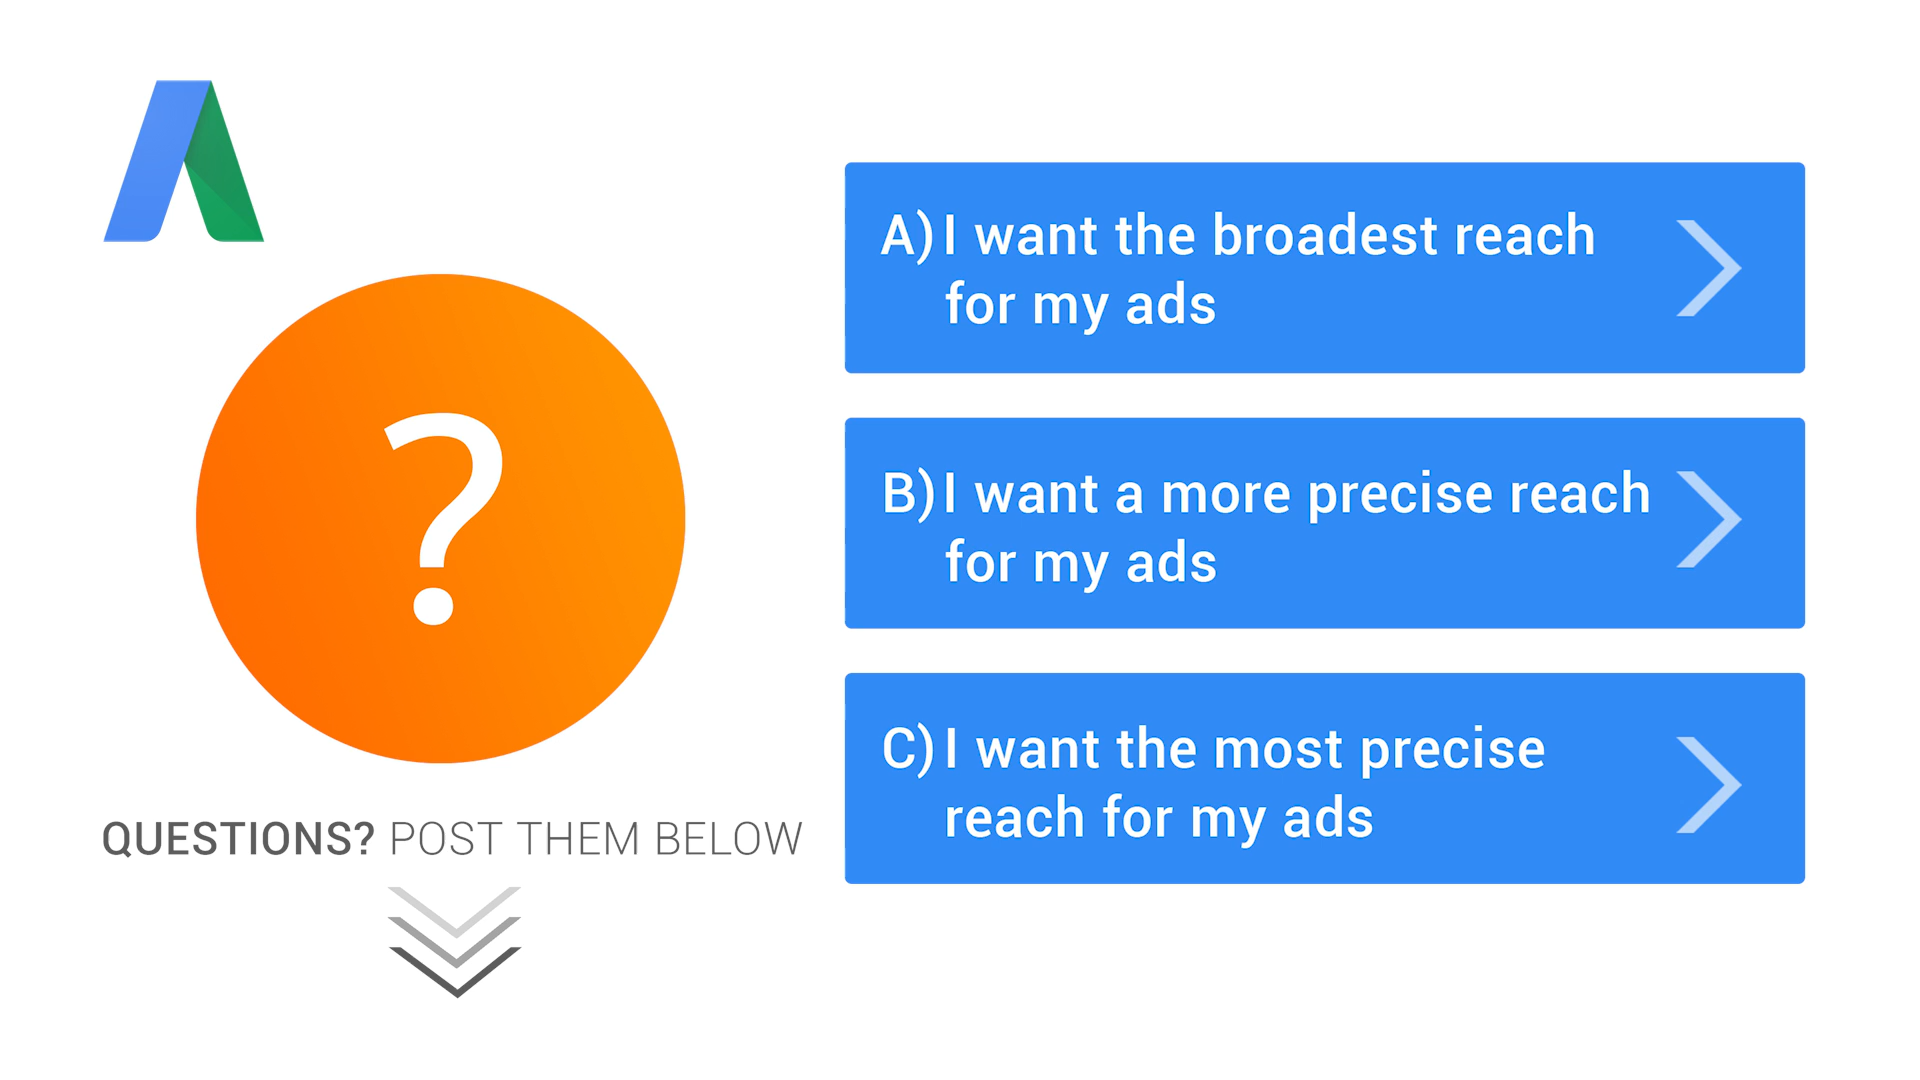 ?
QUESTIONS? POST THEM BELOW
A) I want the broadest reach
for my ads
B) I want a more precise reach
for my ads
C) I want the most precise
reach for my ads